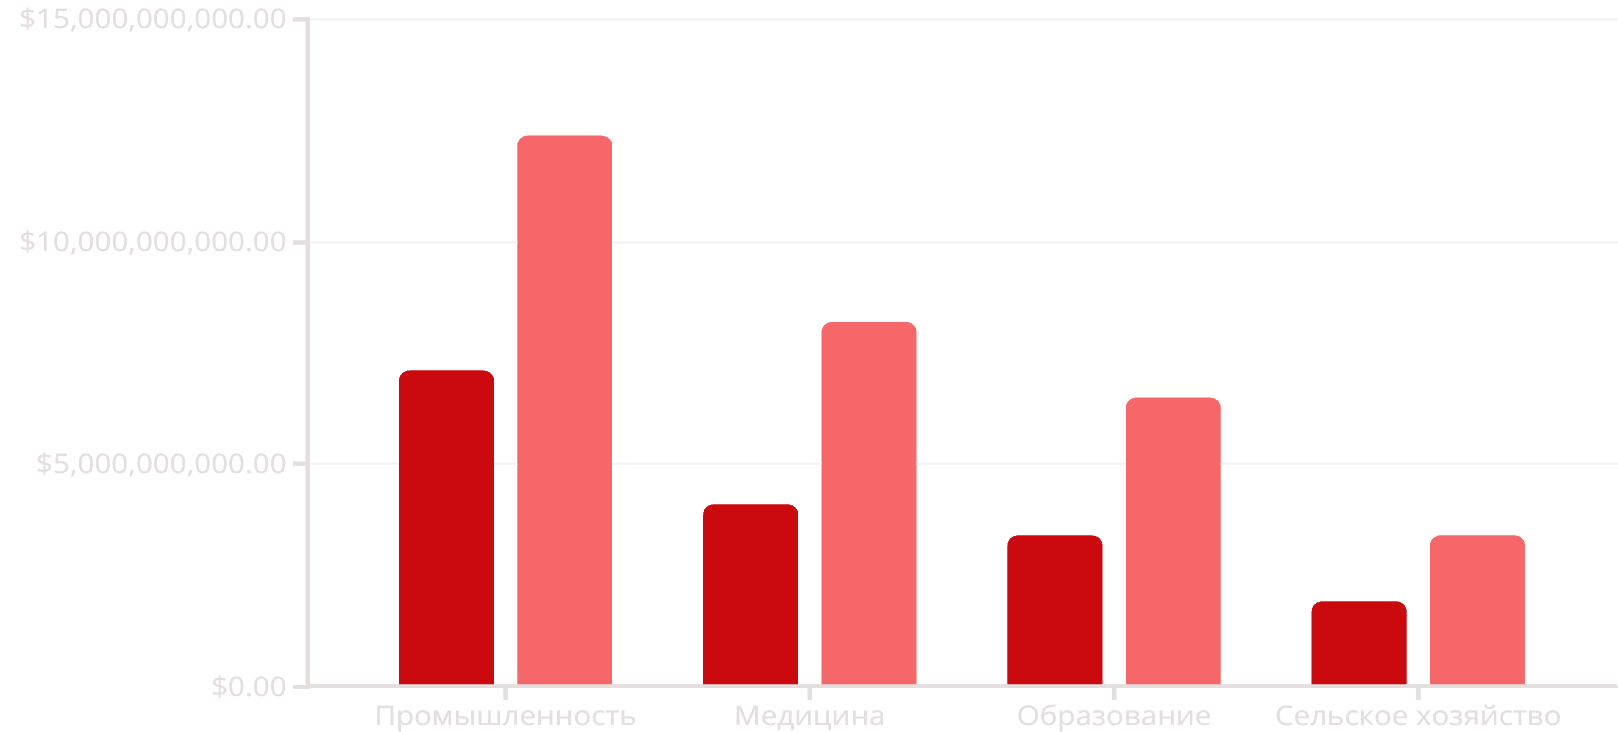 $15,000,000,000.00
$10,000,000,000.00
$5,000,000,000.00
$0.00
Промышленность Медицина Образование Сельское хозяйство